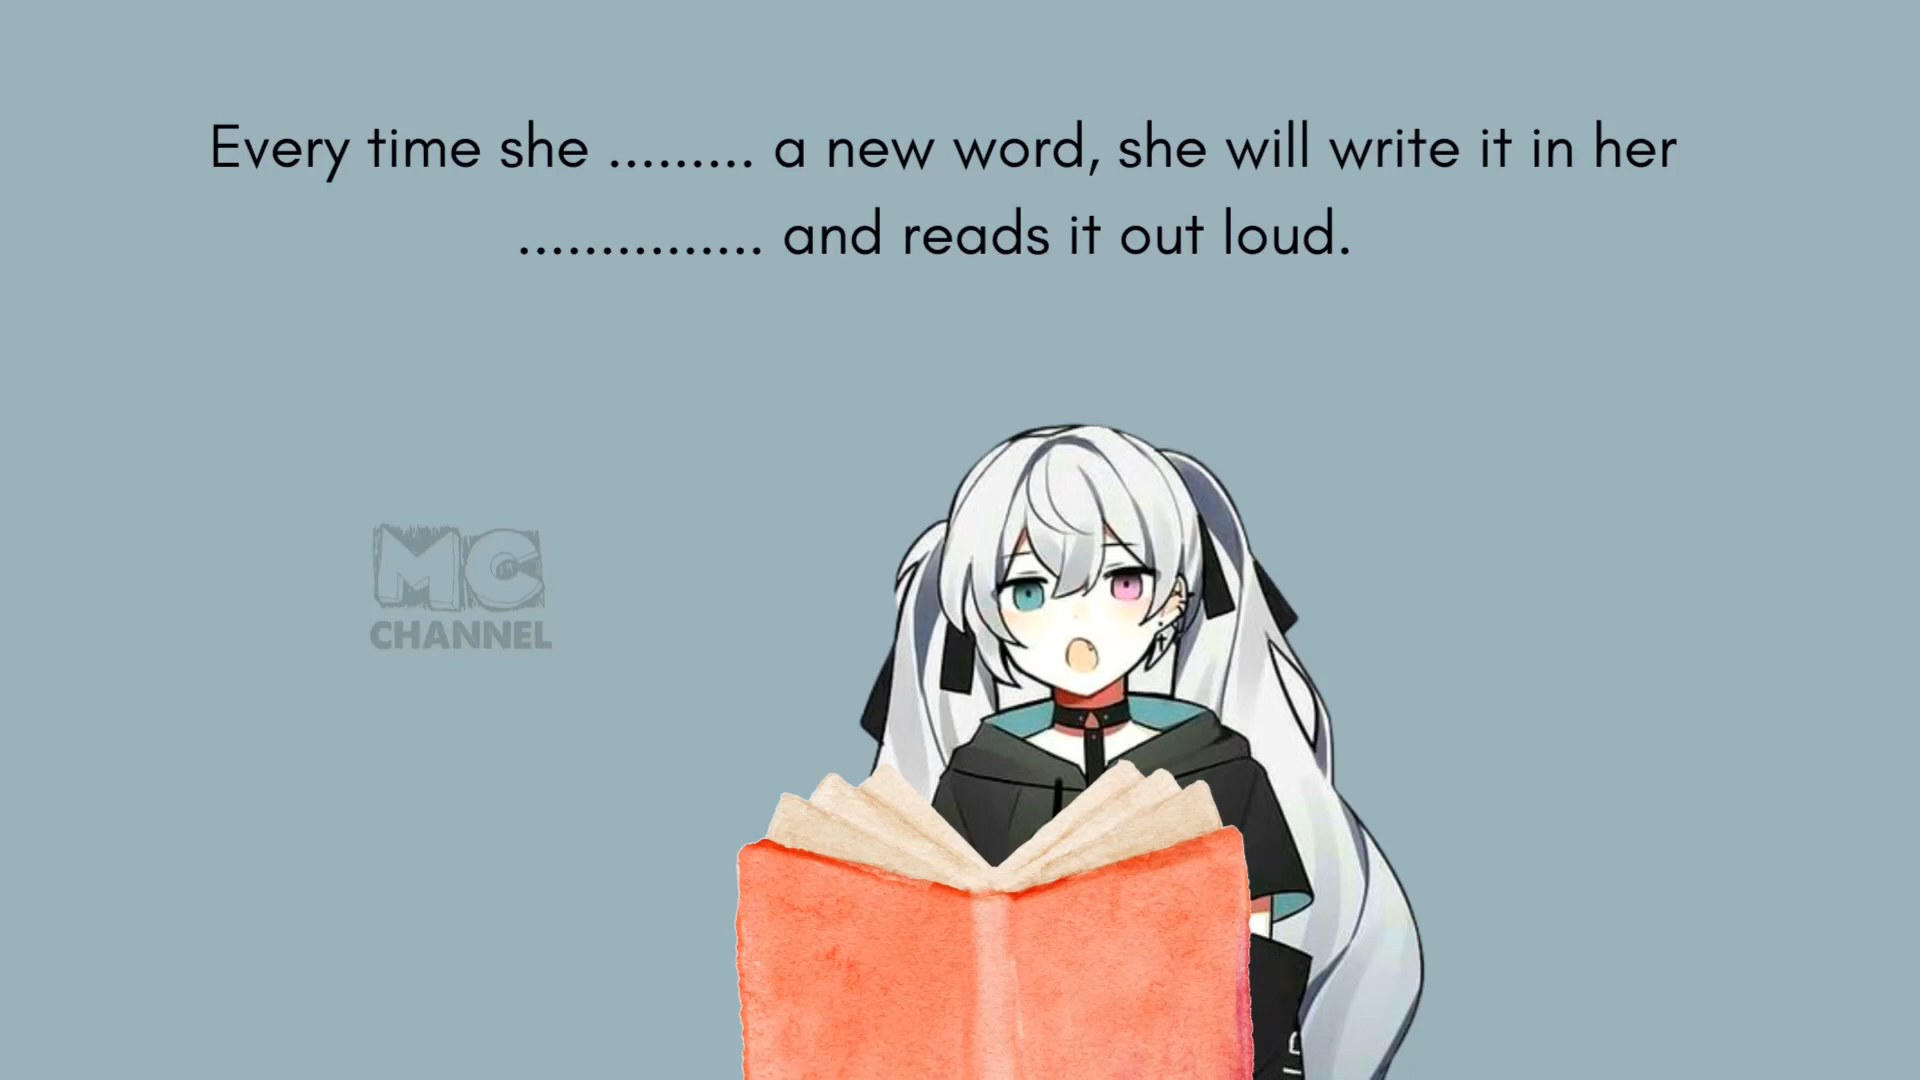 Every time she ......... a new word, she will write it in her
............... and reads it out loud.
MC
CHANNEL